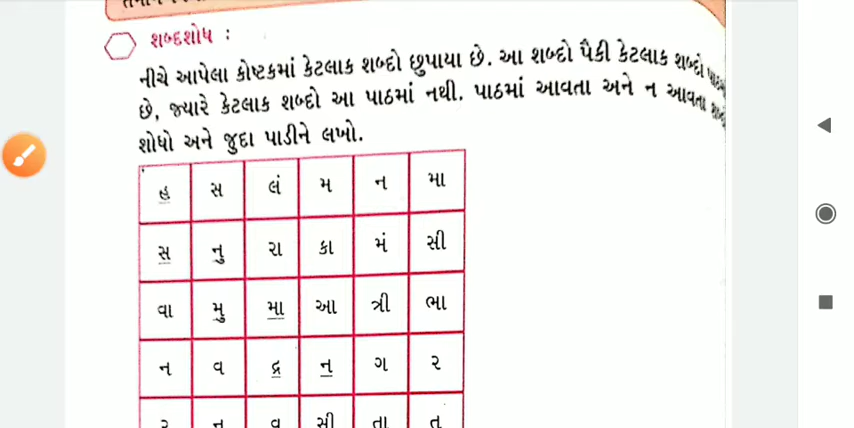 શબ્દશોધ :
નીચે આપેલા કોષ્ટકમાં કેટલાક શબ્દો છુપાયા છે. આ શબ્દો પૈકી કેટલાક શબ્દો
છે, જ્યારે કેટલાક શબ્દો આ પાઠમાં નથી. પાઠમાં આવતા અને ન આવતા
શોધો અને જુદા પાડીને લખો.
હ સ લં મ ન મા
સ નુ રા કા મં સી
વા મુ મા આ ત્રી ભા
ન વ દ્ર ન ગ ર
ર ન વ સી તા ત